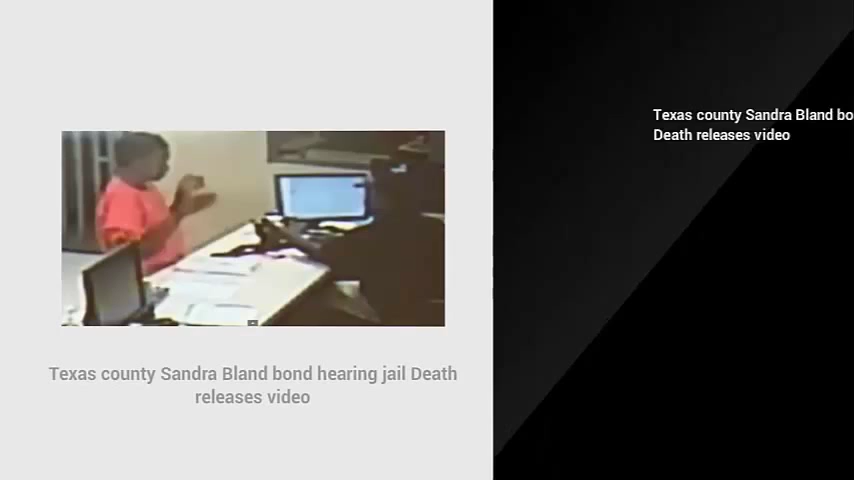 Texas county Sandra Bland bo
Death releases video
Texas county Sandra Bland bond hearing jail Death
releases video